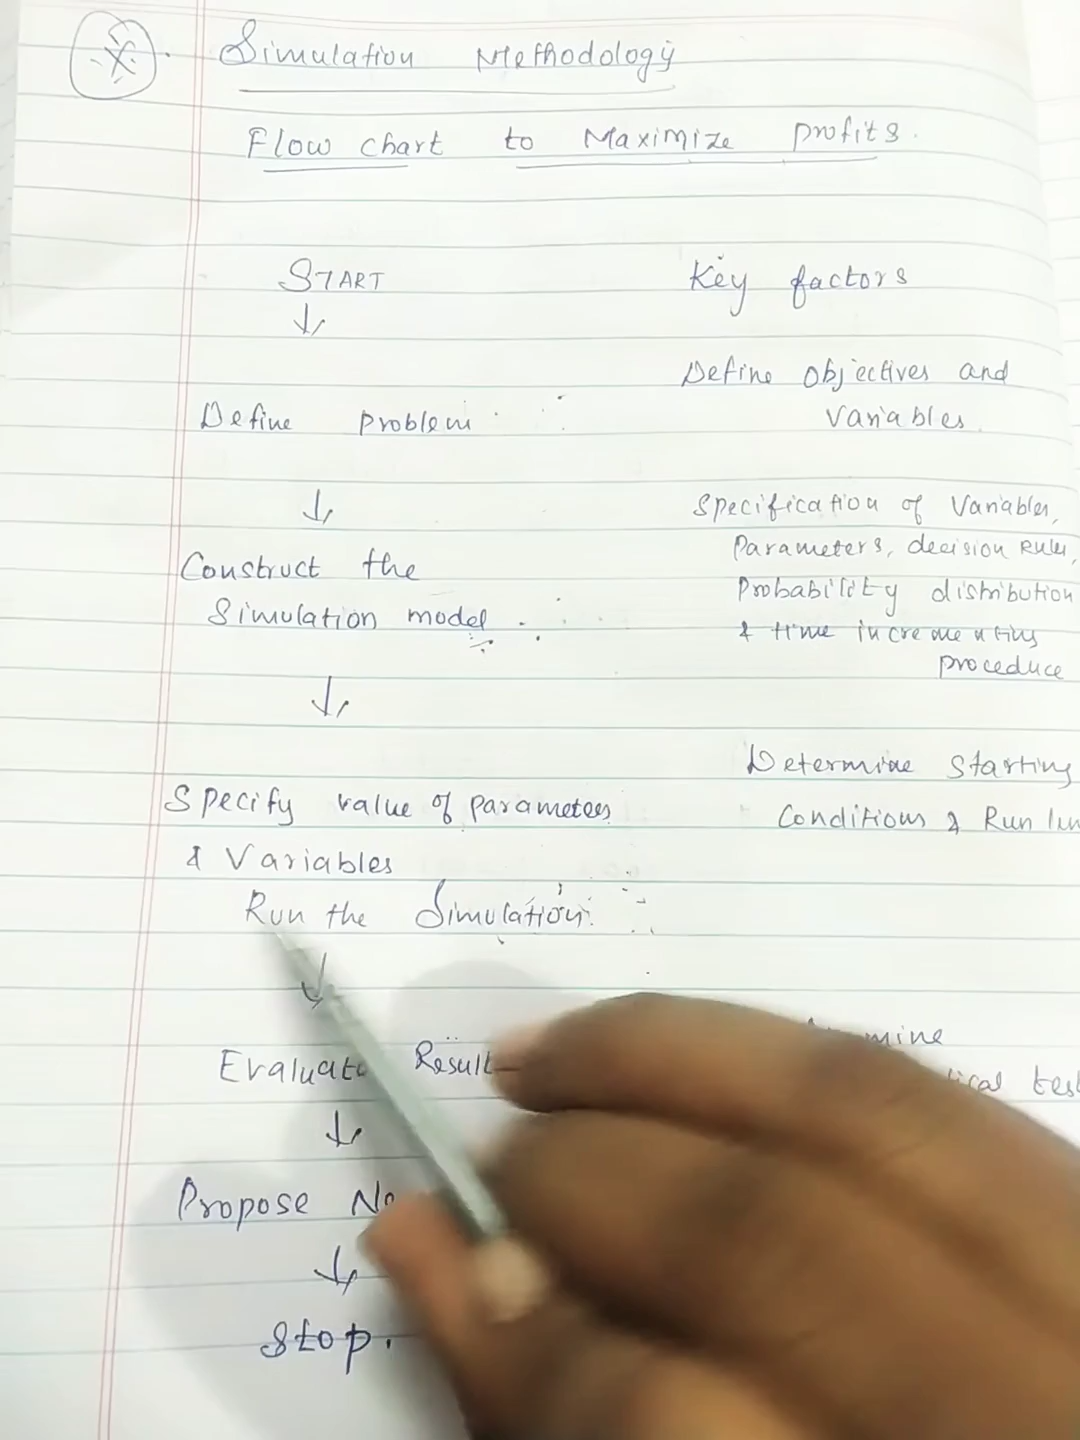 Simulation Methodology
Flow chart to Maximize profits.
START
Key factors
↓
Define objectives and
variables.
Define problem
↓
Specification of Variables,
Parameters, decision Rules,
Probability distribution
& time incrementing
proceduce
Construct the
Simulation model
↓
Determine Starting
Conditions & Run
Specify value of parameters
& Variables
Run the Simulation
↓
Evaluate Result
test
↓
Propose
↓
Stop.